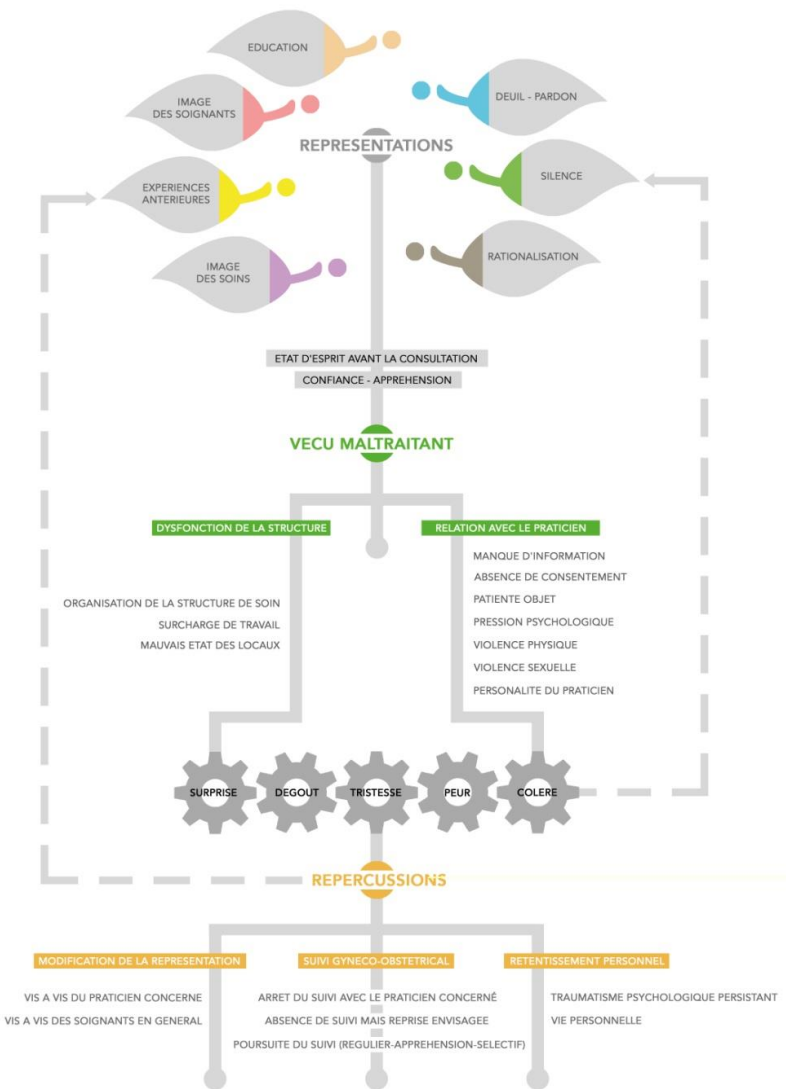 EDUCATION
IMAGE
DES SOIGNANTS
DEUIL - PARDON
REPRESENTATIONS
EXPERIENCES
ANTERIEURES
SILENCE
IMAGE
DES SOINS
RATIONALISATION
ETAT D'ESPRIT AVANT LA CONSULTATION
CONFIANCE - APPREHENSION
VECU MALTRAITANT
DYSFONCTION DE LA STRUCTURE
ORGANISATION DE LA STRUCTURE DE SOIN
SURCHARGE DE TRAVAIL
MAUVAIS ETAT DES LOCAUX
RELATION AVEC LE PRATICIEN
MANQUE D'INFORMATION
ABSENCE DE CONSENTEMENT
PATIENTE OBJET
PRESSION PSYCHOLOGIQUE
VIOLENCE PHYSIQUE
VIOLENCE SEXUELLE
PERSONALITE DU PRATICIEN
SURPRISE
DEGOUT
TRISTESSE
PEUR
COLERE
REPERCUSSIONS
MODIFICATION DE LA REPRESENTATION
VIS A VIS DU PRATICIEN CONCERNE
VIS A VIS DES SOIGNANTS EN GENERAL
SUIVI GYNECO-OBSTETRICAL
ARRET DU SUIVI AVEC LE PRATICIEN CONCERNÉ
ABSENCE DE SUIVI MAIS REPRISE ENVISAGEE
POURSUITE DU SUIVI (REGULIER-APPREHENSION-SELECTIF)
RETENTISSEMENT PERSONNEL
TRAUMATISME PSYCHOLOGIQUE PERSISTANT
VIE PERSONNELLE